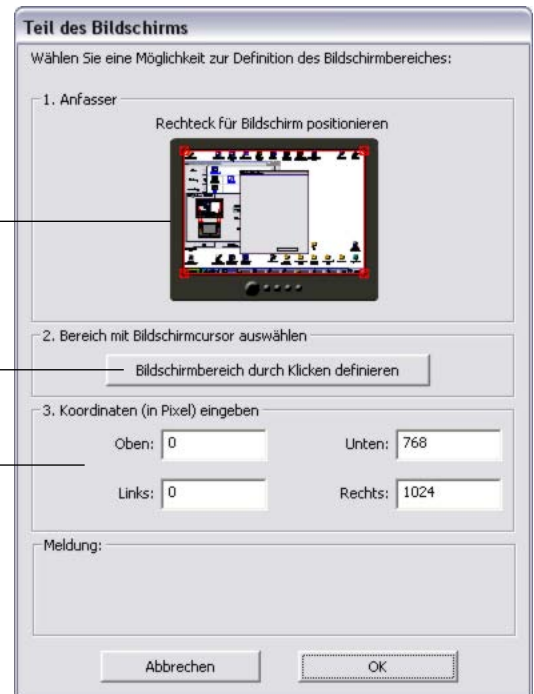 Teil des Bildschirms
Wählen Sie eine Möglichkeit zur Definition des Bildschirmbereiches:
1. Anfasser
Rechteck für Bildschirm positionieren
2. Bereich mit Bildschirmcursor auswählen
Bildschirmbereich durch Klicken definieren
3. Koordinaten (in Pixel) eingeben
Oben: 0 Unten: 768
Links: 0 Rechts: 1024
Meldung:
Abbrechen OK